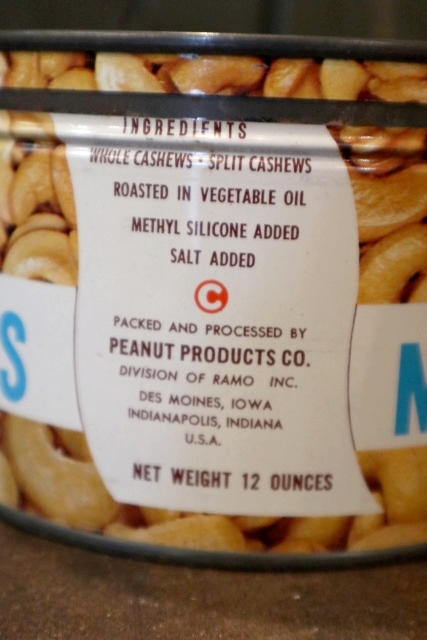 INGREDIENTS
WHOLE CASHEWS • SPLIT CASHEWS
ROASTED IN VEGETABLE OIL
METHYL SILICONE ADDED
SALT ADDED
C
PACKED AND PROCESSED BY
PEANUT PRODUCTS CO.
DIVISION OF RAMO INC.
DES MOINES, IOWA
INDIANAPOLIS, INDIANA
U.S.A.
NET WEIGHT 12 OUNCES
S
M